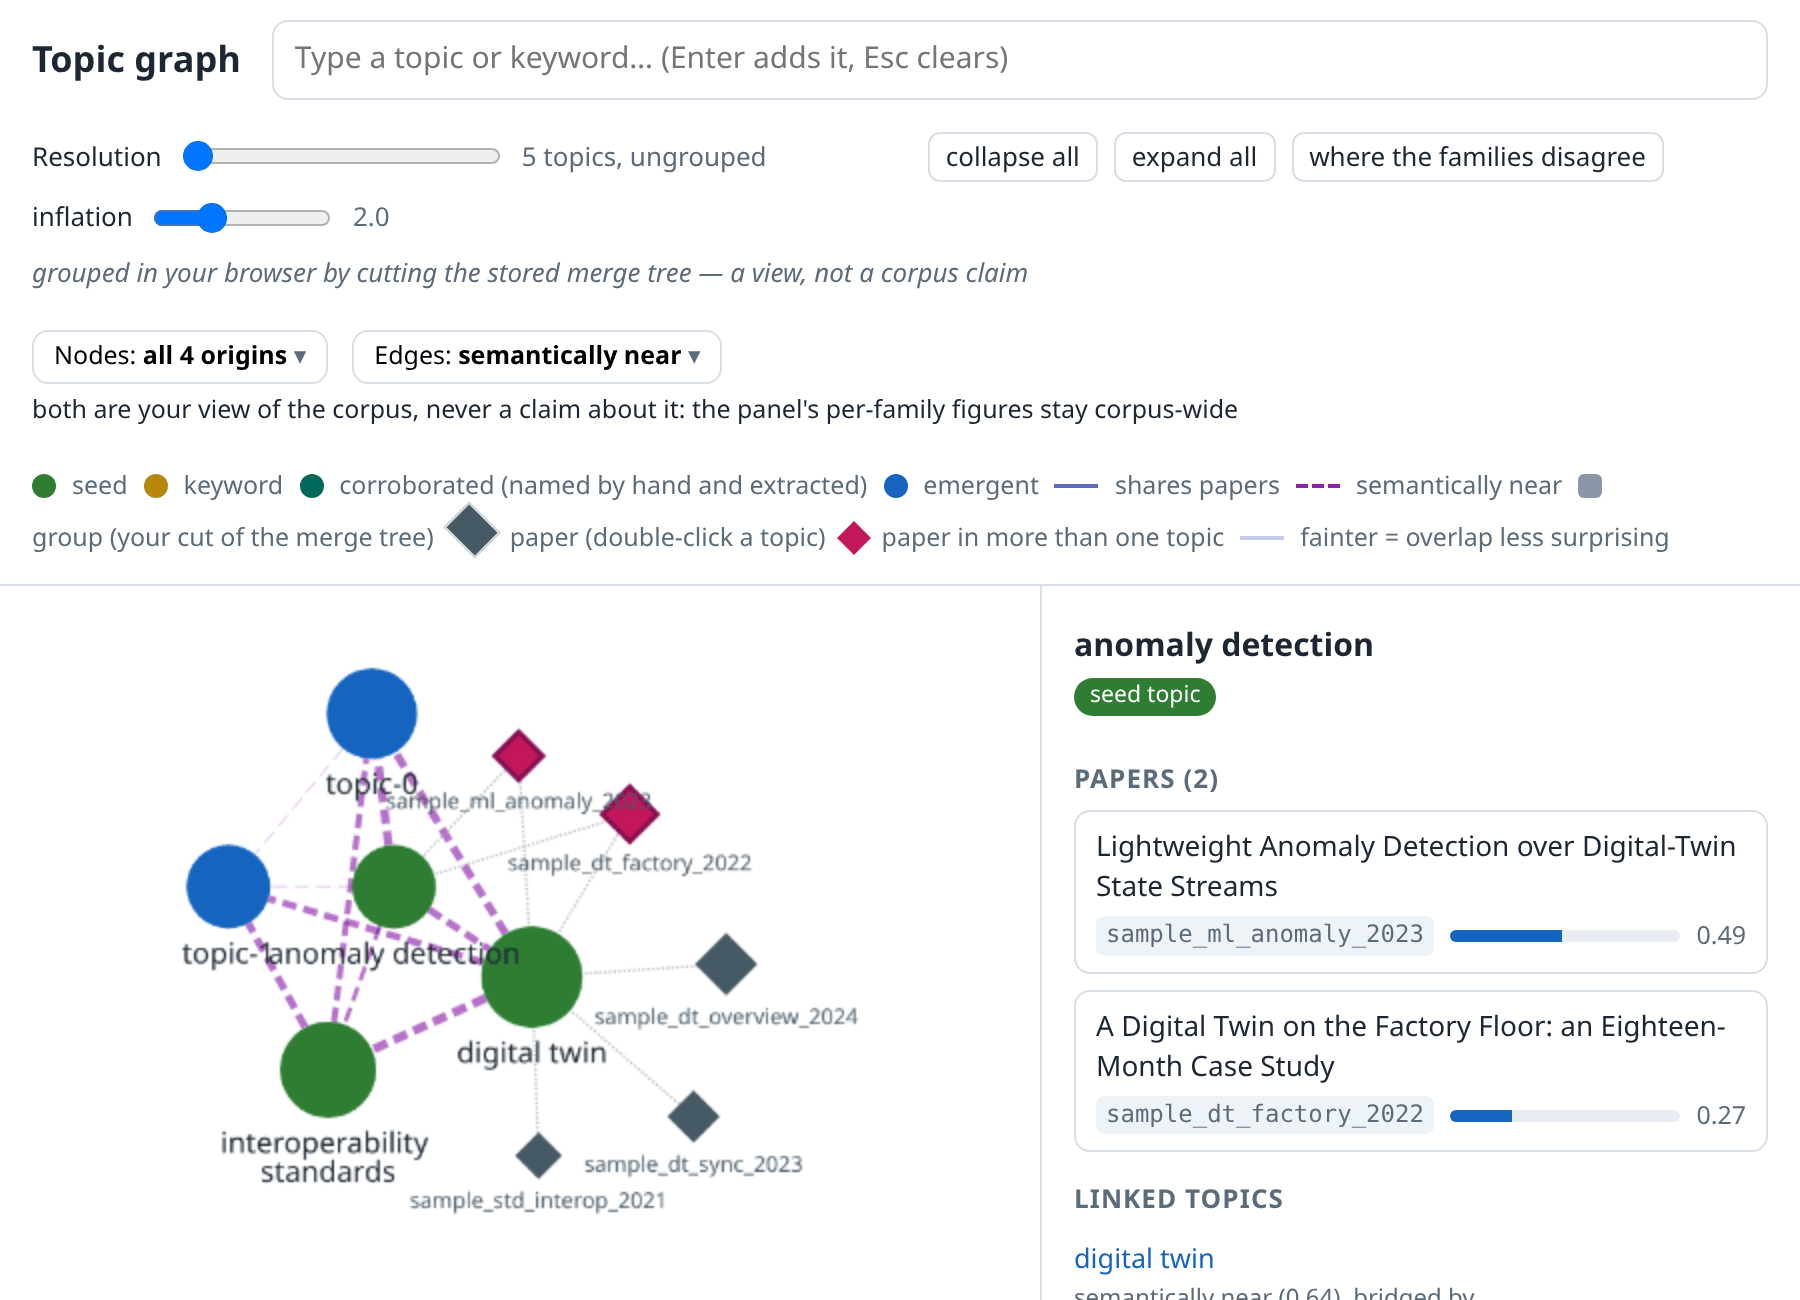 Topic graph
Type a topic or keyword... (Enter adds it, Esc clears)
Resolution
5 topics, ungrouped
collapse all
expand all
where the families disagree
inflation
2.0
grouped in your browser by cutting the stored merge tree — a view, not a corpus claim
Nodes: all 4 origins ▾
Edges: semantically near ▾
both are your view of the corpus, never a claim about it: the panel's per-family figures stay corpus-wide
seed
keyword
corroborated (named by hand and extracted)
emergent
shares papers
semantically near
group (your cut of the merge tree)
paper (double-click a topic)
paper in more than one topic
fainter = overlap less surprising
topic-0
sample_ml_anomaly_2023
sample_dt_factory_2022
topic-1
anomaly detection
sample_dt_overview_2024
digital twin
interoperability
standards
sample_dt_sync_2023
sample_std_interop_2021
anomaly detection
seed topic
PAPERS (2)
Lightweight Anomaly Detection over Digital-Twin
State Streams
sample_ml_anomaly_2023
0.49
A Digital Twin on the Factory Floor: an Eighteen-
Month Case Study
sample_dt_factory_2022
0.27
LINKED TOPICS
digital twin
semantically near (0.64), bridged by